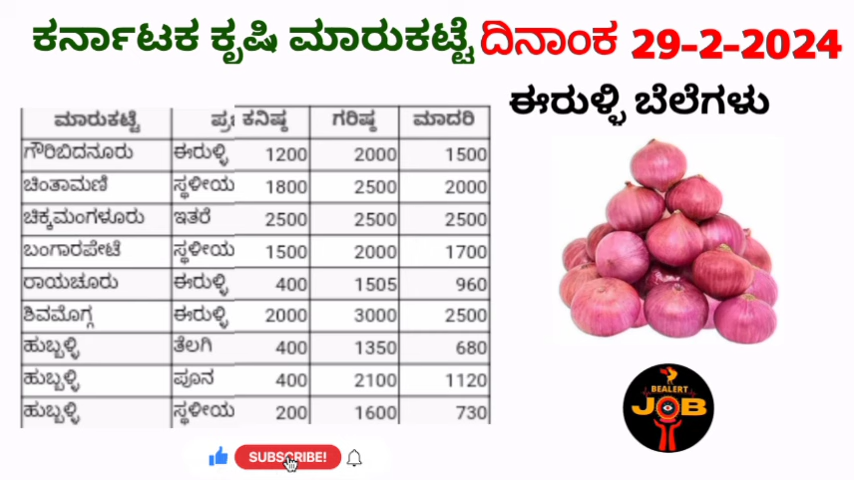 ಕರ್ನಾಟಕ ಕೃಷಿ ಮಾರುಕಟ್ಟೆ ದಿನಾಂಕ 29-2-2024
ಈರುಳ್ಳಿ ಬೆಲೆಗಳು
ಮಾರುಕಟ್ಟೆ ಪ್ರ ಕನಿಷ್ಠ ಗರಿಷ್ಠ ಮಾದರಿ
ಗೌರಿಬಿದನೂರು ಈರುಳ್ಳಿ 1200 2000 1500
ಚಿಂತಾಮಣಿ ಸ್ಥಳೀಯ 1800 2500 2000
ಚಿಕ್ಕಮಂಗಳೂರು ಇತರೆ 2500 2500 2500
ಬಂಗಾರಪೇಟೆ ಸ್ಥಳೀಯ 1500 2000 1700
ರಾಯಚೂರು ಈರುಳ್ಳಿ 400 1505 960
ಶಿವಮೊಗ್ಗ ಈರುಳ್ಳಿ 2000 3000 2500
ಹುಬ್ಬಳ್ಳಿ ತೆಲಗಿ 400 1350 680
ಹುಬ್ಬಳ್ಳಿ ಪೂನ 400 2100 1120
ಹುಬ್ಬಳ್ಳಿ ಸ್ಥಳೀಯ 200 1600 730
BEALERT
JOB
SUBSCRIBE!